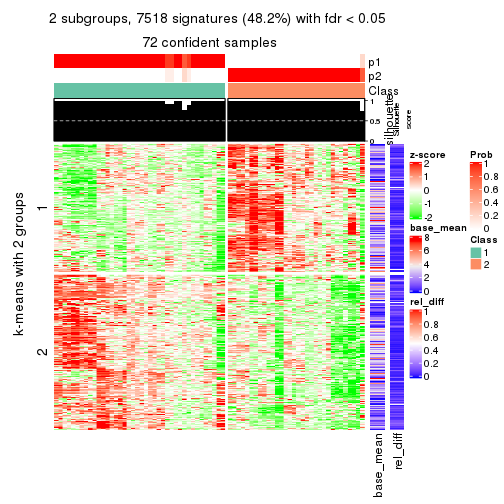 2 subgroups, 7518 signatures (48.2%) with fdr < 0.05
72 confident samples
p1
p2
Class
silhouette
Silhouette
score
1
0.5
0
k-means with 2 groups
1
2
base_mean
rel_diff
z-score
2
1
0
-1
-2
base_mean
8
6
4
2
0
rel_diff
1
0.8
0.6
0.4
0.2
0
Prob
1
0.8
0.6
0.4
0.2
0
Class
1
2